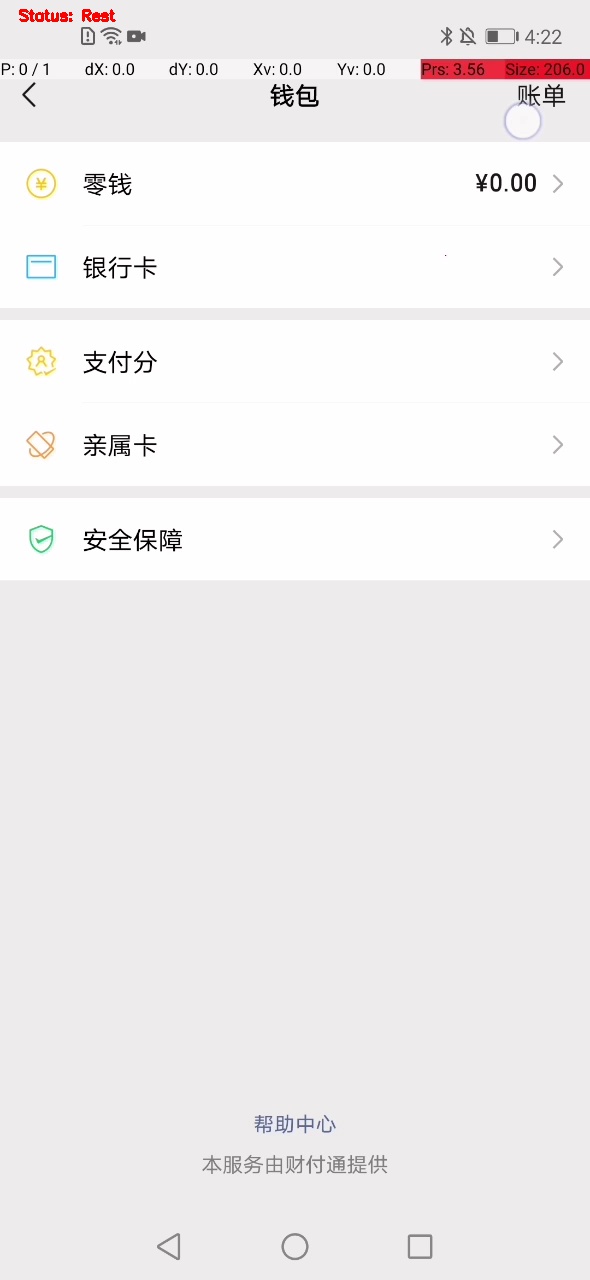 Status: Rest
4:22
P: 0 / 1 dX: 0.0 dY: 0.0 Xv: 0.0 Yv: 0.0 Prs: 3.56 Size: 206.0
钱包 账单
零钱 ¥0.00
银行卡
支付分
亲属卡
安全保障
帮助中心
本服务由财付通提供